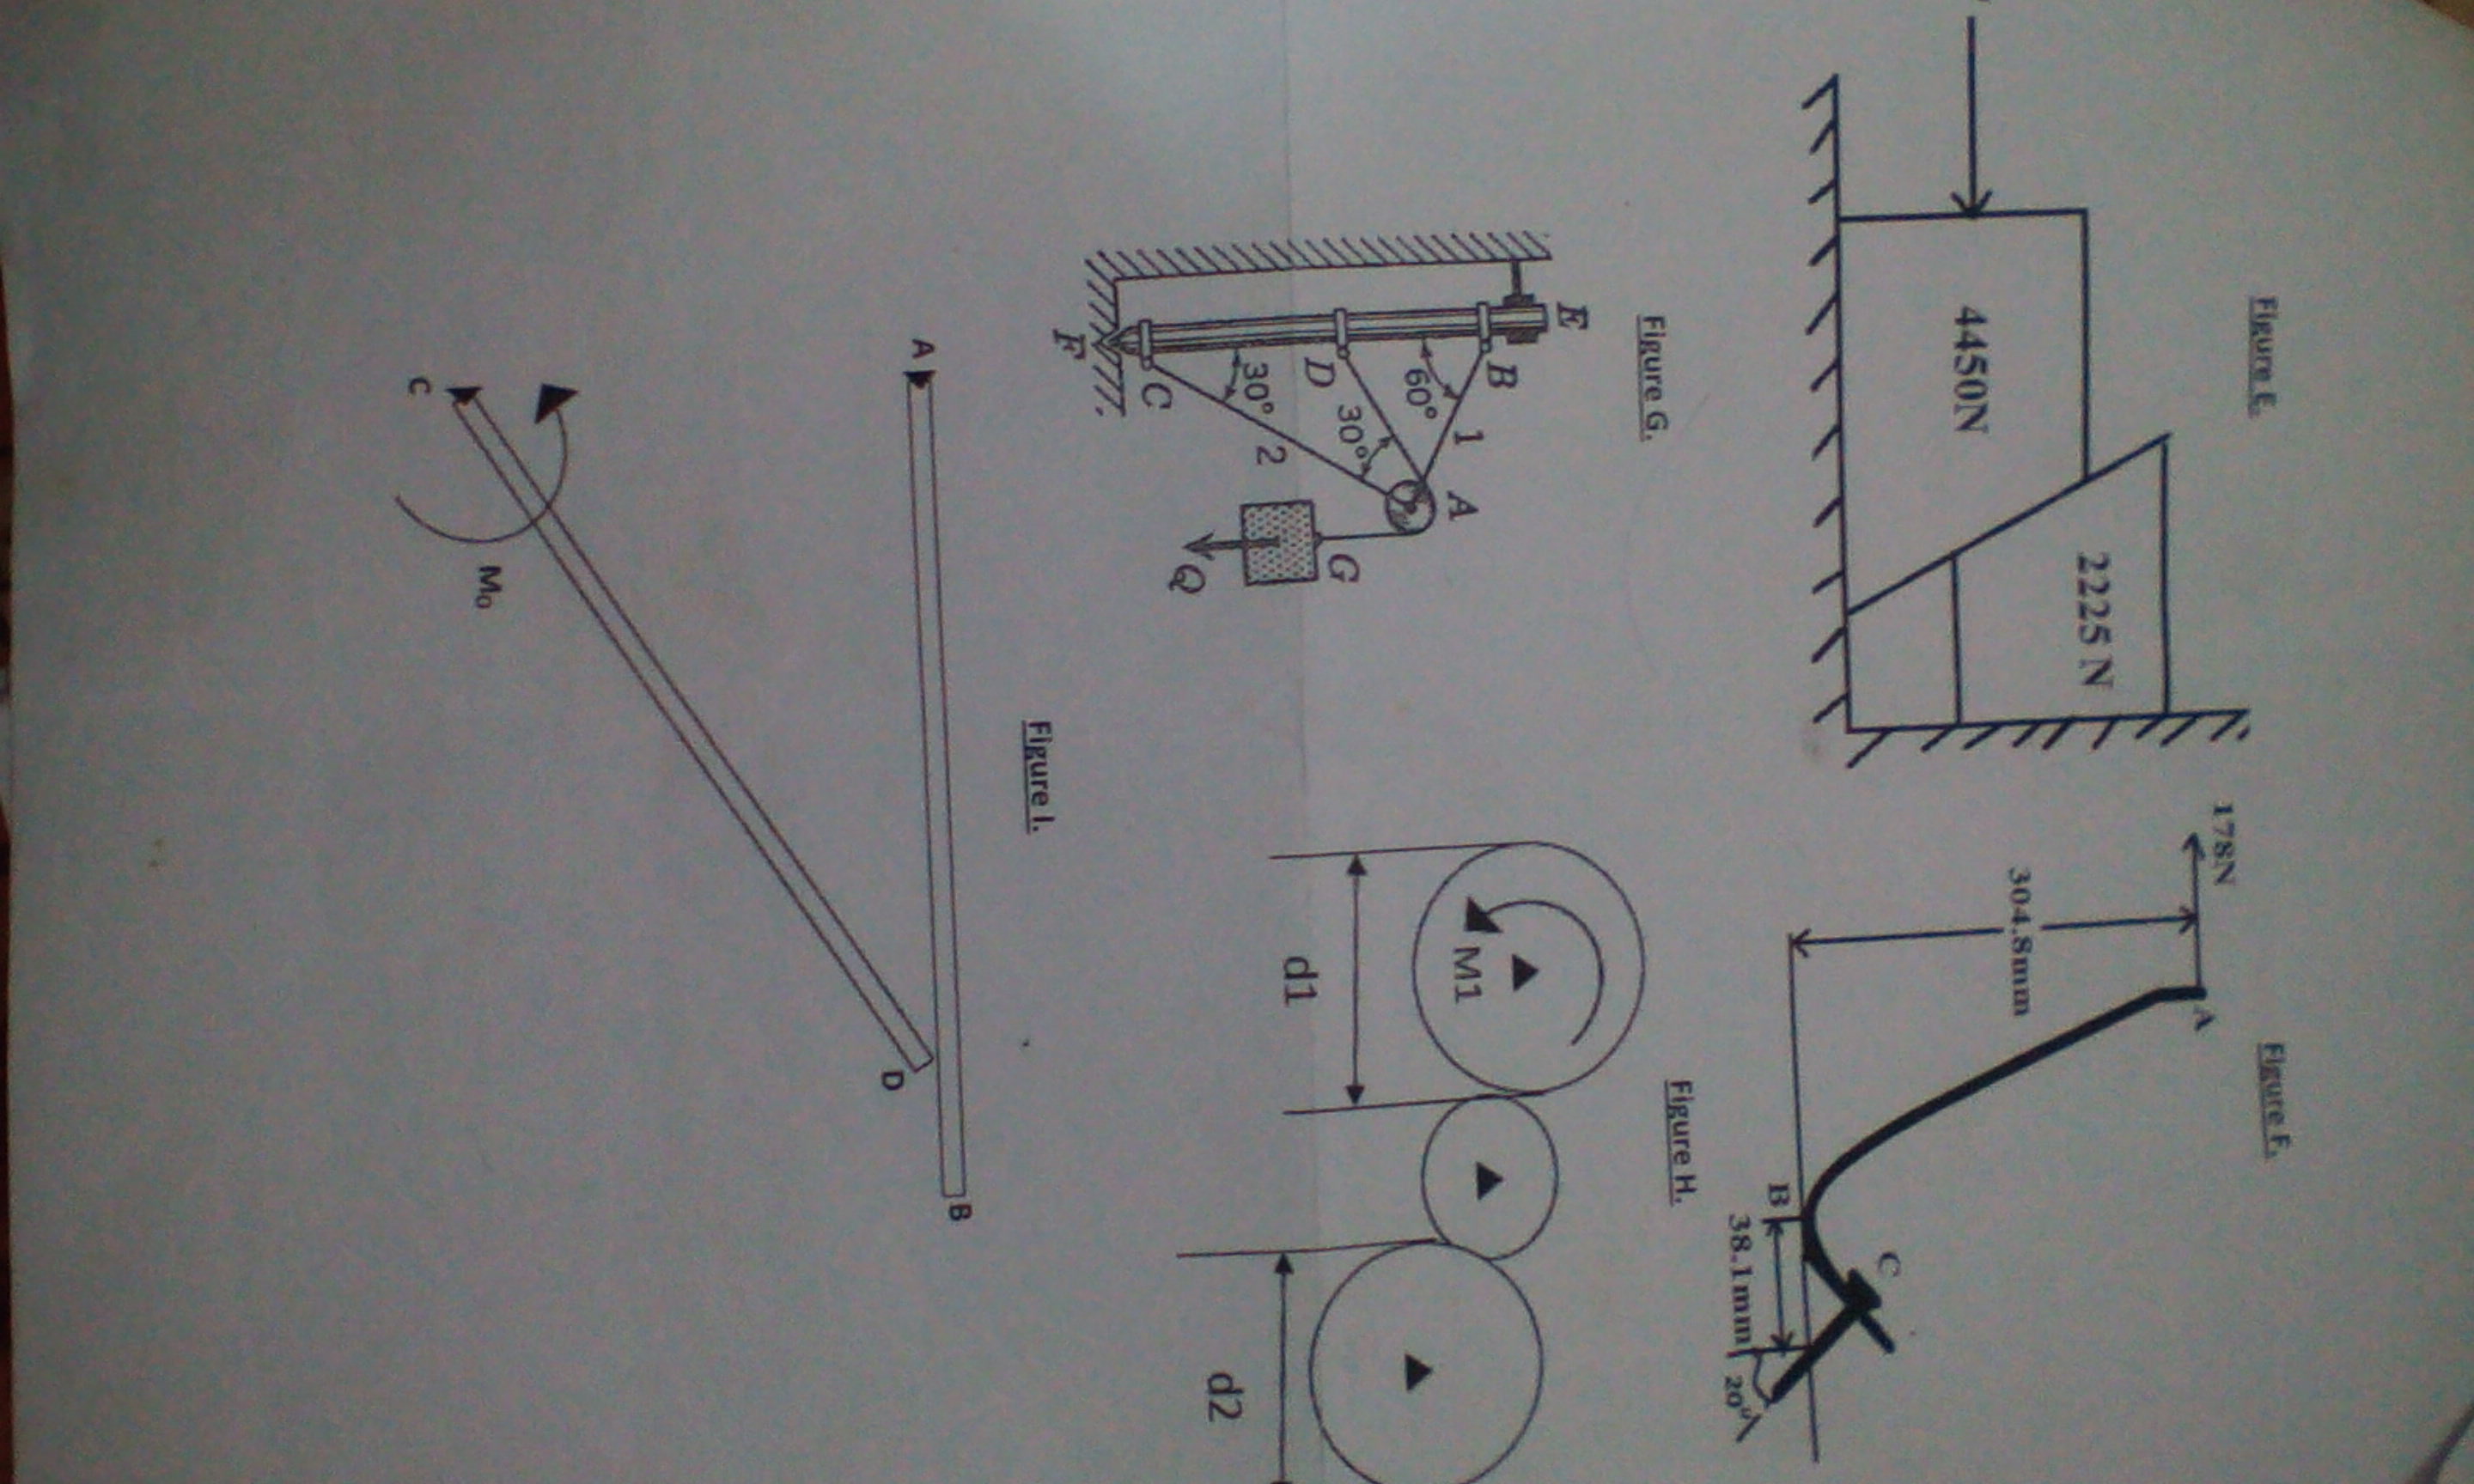 Figure E.
4450N
2225 N
Figure F.
178N
A
304.8mm
C
B
38.1mm
20°
Figure G.
E
B
60°
1
A
D
30°
30°
2
G
C
F
Q
Figure H.
M1
d1
d2
Figure I.
A
B
D
C
M₀